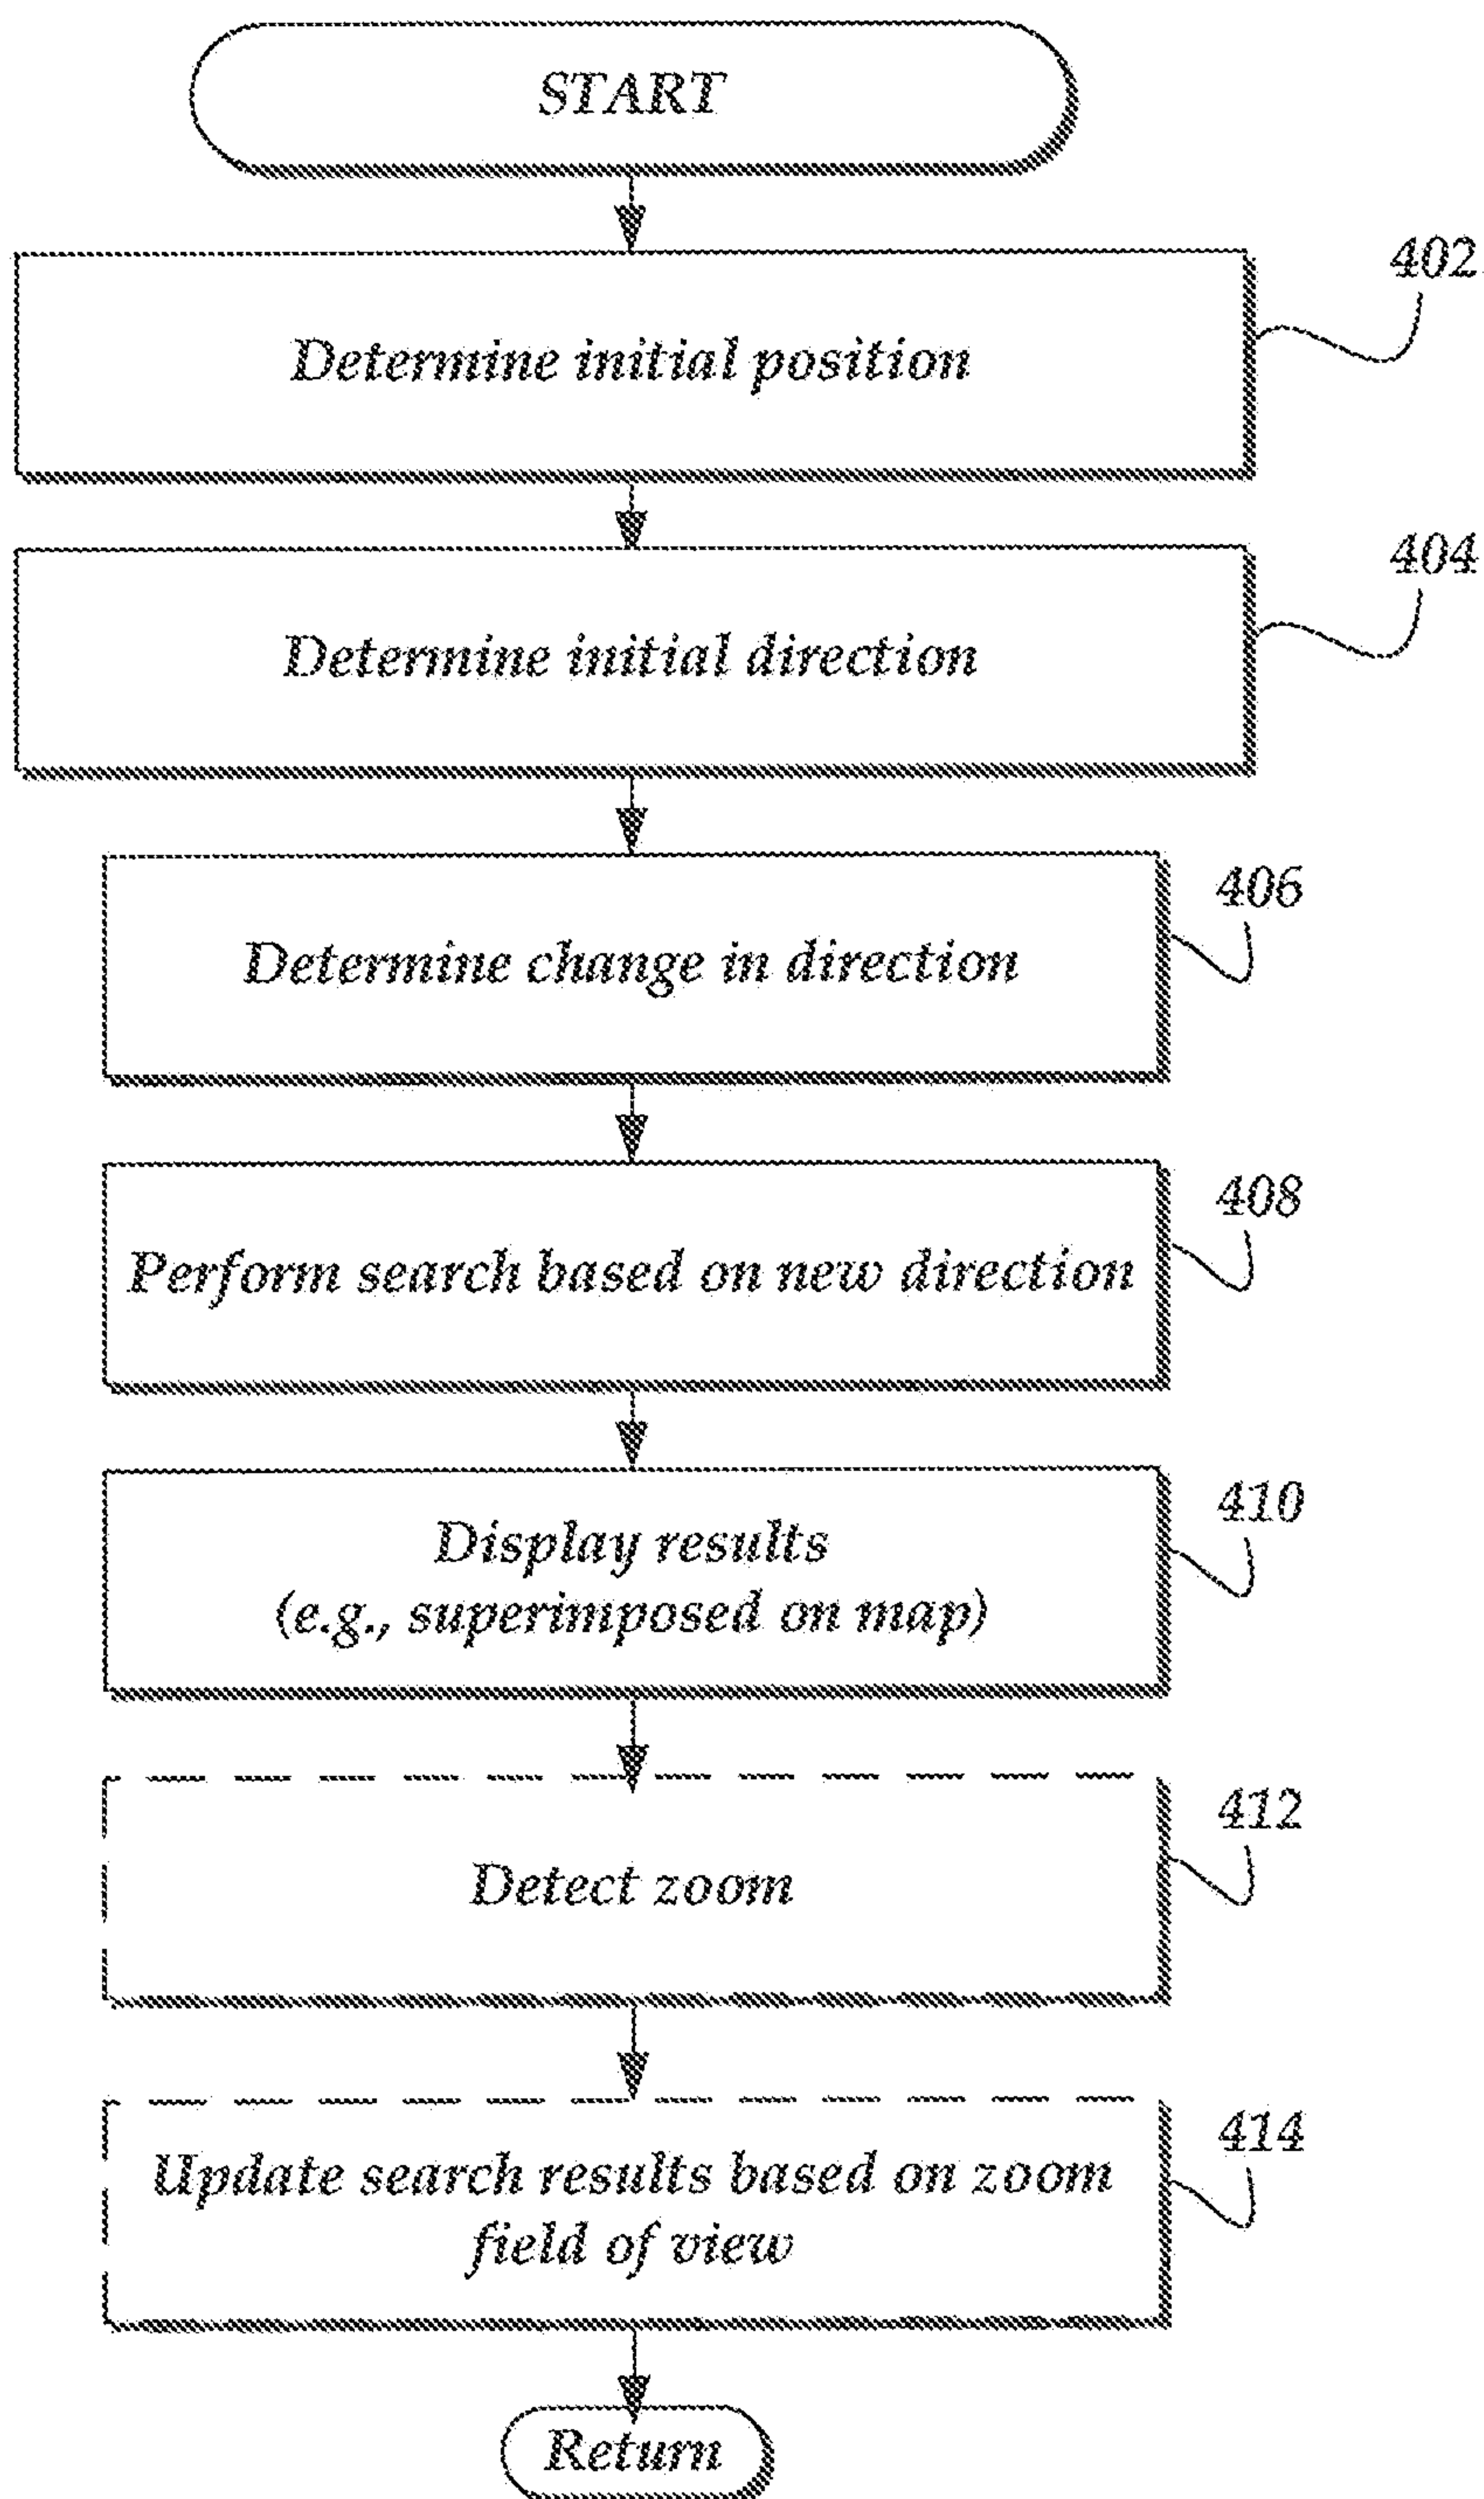 START
402
Determine initial position
404
Determine initial direction
406
Determine change in direction
408
Perform search based on new direction
410
Display results
(e.g., superimposed on map)
412
Detect zoom
414
Update search results based on zoom
field of view
Return